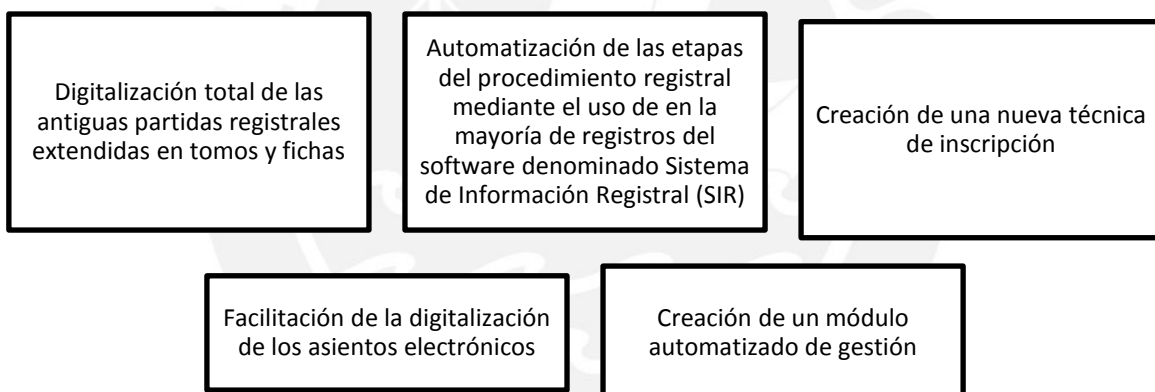 Digitalización total de las
antiguas partidas registrales
extendidas en tomos y fichas
Automatización de las etapas
del procedimiento registral
mediante el uso de en la
mayoría de registros del
software denominado Sistema
de Información Registral (SIR)
Creación de una nueva técnica
de inscripción
Facilitación de la digitalización
de los asientos electrónicos
Creación de un módulo
automatizado de gestión